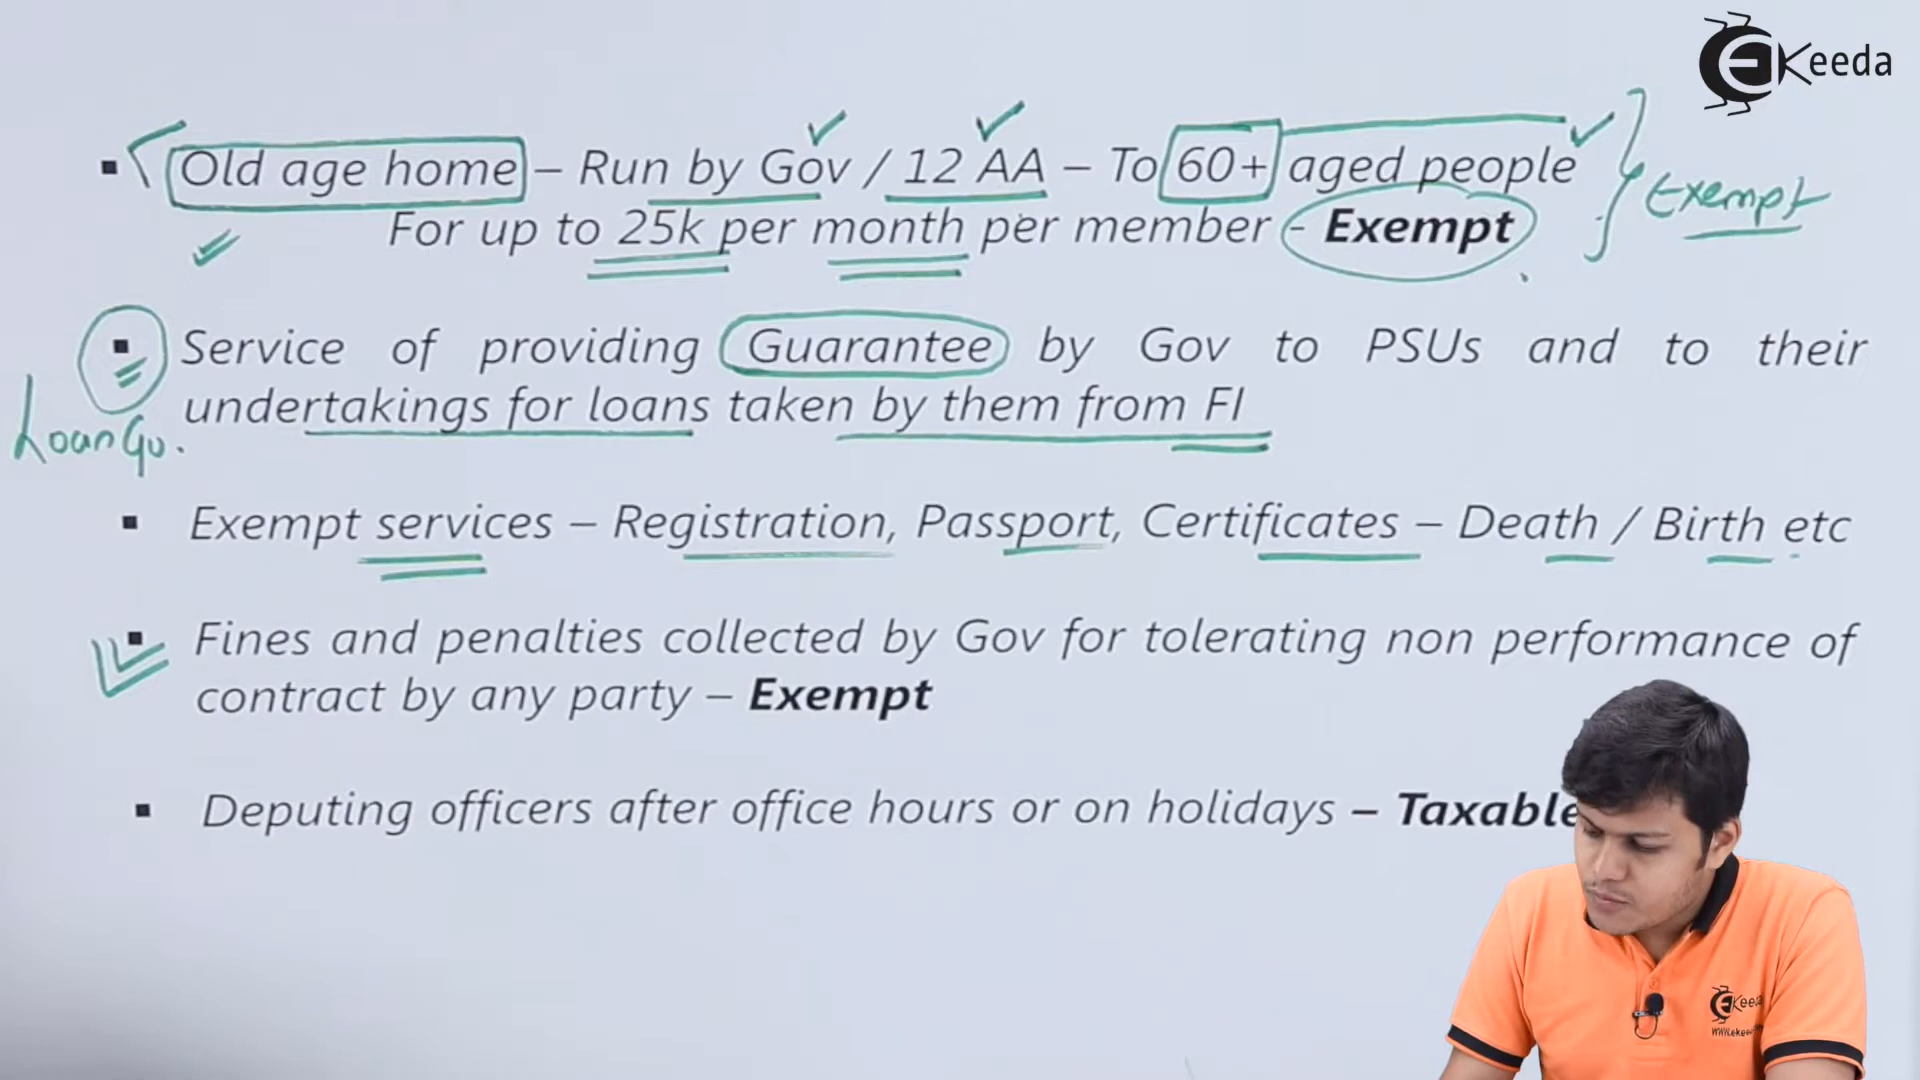 EKeeda
▪ Old age home – Run by Gov / 12 AA – To 60+ aged people
For up to 25k per month per member - Exempt
Exempt
▪ Service of providing Guarantee by Gov to PSUs and to their
undertakings for loans taken by them from FI
Loan Gu.
▪ Exempt services – Registration, Passport, Certificates – Death / Birth etc
▪ Fines and penalties collected by Gov for tolerating non performance of
contract by any party – Exempt
▪ Deputing officers after office hours or on holidays – Taxable